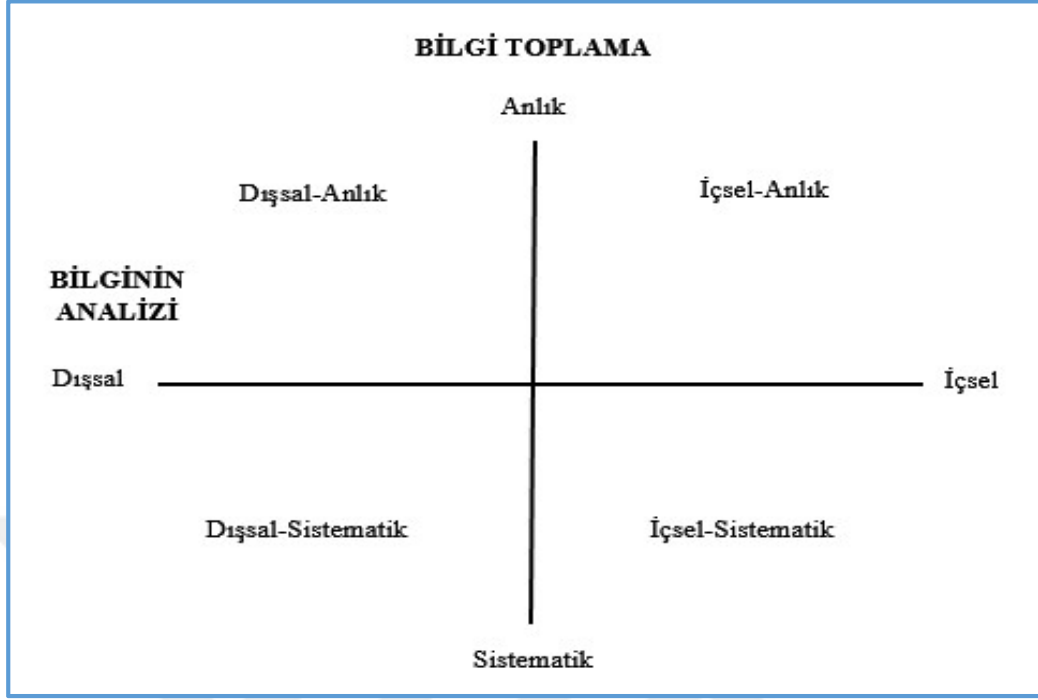 BİLGİ TOPLAMA
Anlık
Dışsal-Anlık
İçsel-Anlık
BİLGİNİN
ANALİZİ
Dışsal
İçsel
Dışsal-Sistematik
İçsel-Sistematik
Sistematik